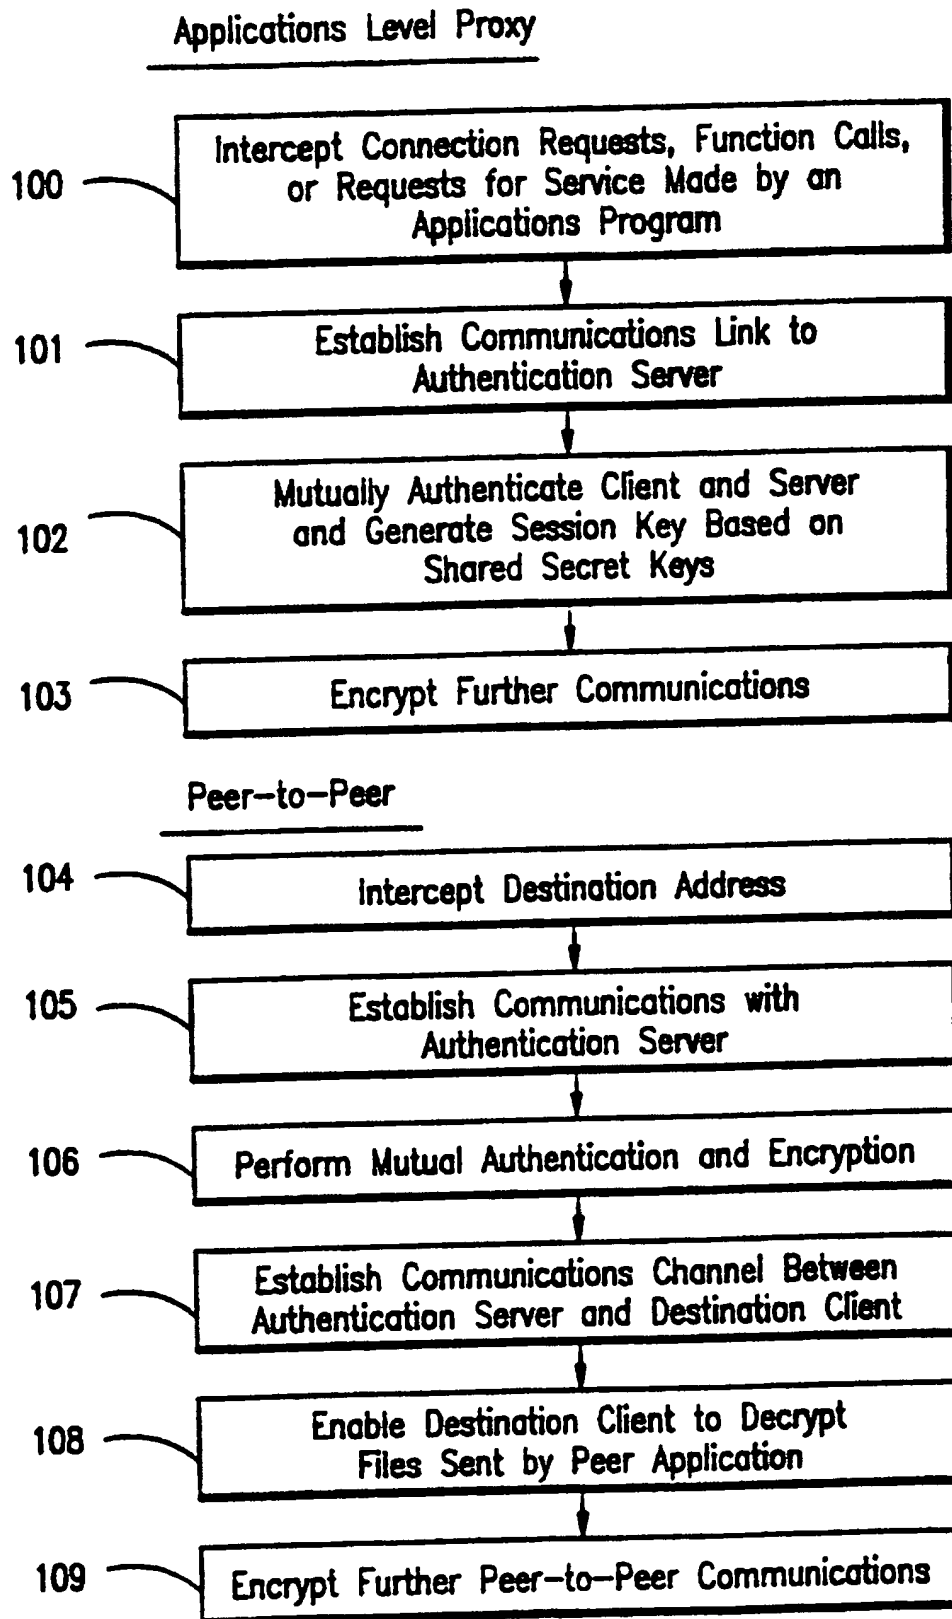 Applications Level Proxy
100
Intercept Connection Requests, Function Calls,
or Requests for Service Made by an
Applications Program
101
Establish Communications Link to
Authentication Server
102
Mutually Authenticate Client and Server
and Generate Session Key Based on
Shared Secret Keys
103
Encrypt Further Communications
Peer-to-Peer
104
Intercept Destination Address
105
Establish Communications with
Authentication Server
106
Perform Mutual Authentication and Encryption
107
Establish Communications Channel Between
Authentication Server and Destination Client
108
Enable Destination Client to Decrypt
Files Sent by Peer Application
109
Encrypt Further Peer-to-Peer Communications